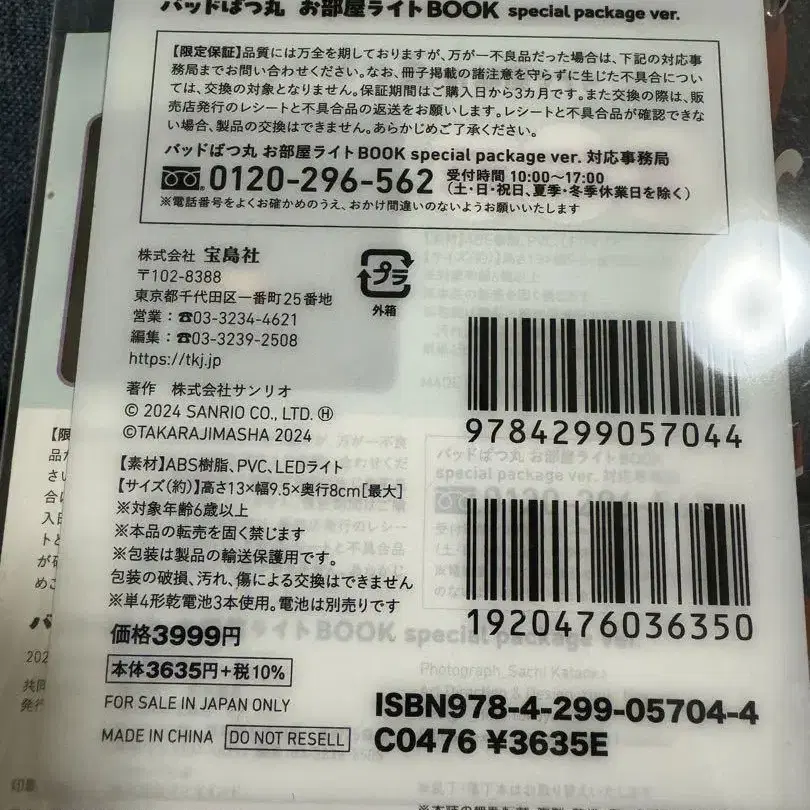 バッドばつ丸 お部屋ライトBOOK special package ver.
【限定保証】品質には万全を期しておりますが、万が一不良品だった場合は、下記の対応事
務局までお問い合わせください。なお、冊子掲載の諸注意を守らずに生じた不具合につい
ては、交換の対象となりません。保証期間はご購入日から3カ月です。また交換の際は、販
売店発行のレシートと不具合品の返送をお願いします。レシートと不具合品が確認できな
い場合、製品の交換はできません。あらかじめご了承ください。
バッドばつ丸 お部屋ライトBOOK special package ver. 対応事務局
0120-296-562 受付時間 10:00〜17:00
(土・日・祝日、夏季・冬季休業日を除く)
※電話番号をよくお確かめのうえ、おかけ間違いのないようお願いいたします
株式会社 宝島社
〒102-8388
東京都千代田区一番町25番地
営業：☎03-3234-4621
編集：☎03-3239-2508
https://tkj.jp
プラ
外箱
著作 株式会社サンリオ
© 2024 SANRIO CO., LTD. Ⓗ
©TAKARAJIMASHA 2024
9784299057044
【素材】ABS樹脂、PVC、LEDライト
【サイズ(約)】高さ13×幅9.5×奥行8cm[最大]
※対象年齢6歳以上
※本品の転売を固く禁じます
※包装は製品の輸送保護用です。
包装の破損、汚れ、傷による交換はできません
※単4形乾電池3本使用。電池は別売りです
1920476036350
価格3999円
本体3635円+税10%
FOR SALE IN JAPAN ONLY
MADE IN CHINA DO NOT RESELL
ISBN978-4-299-05704-4
C0476 ¥3635E